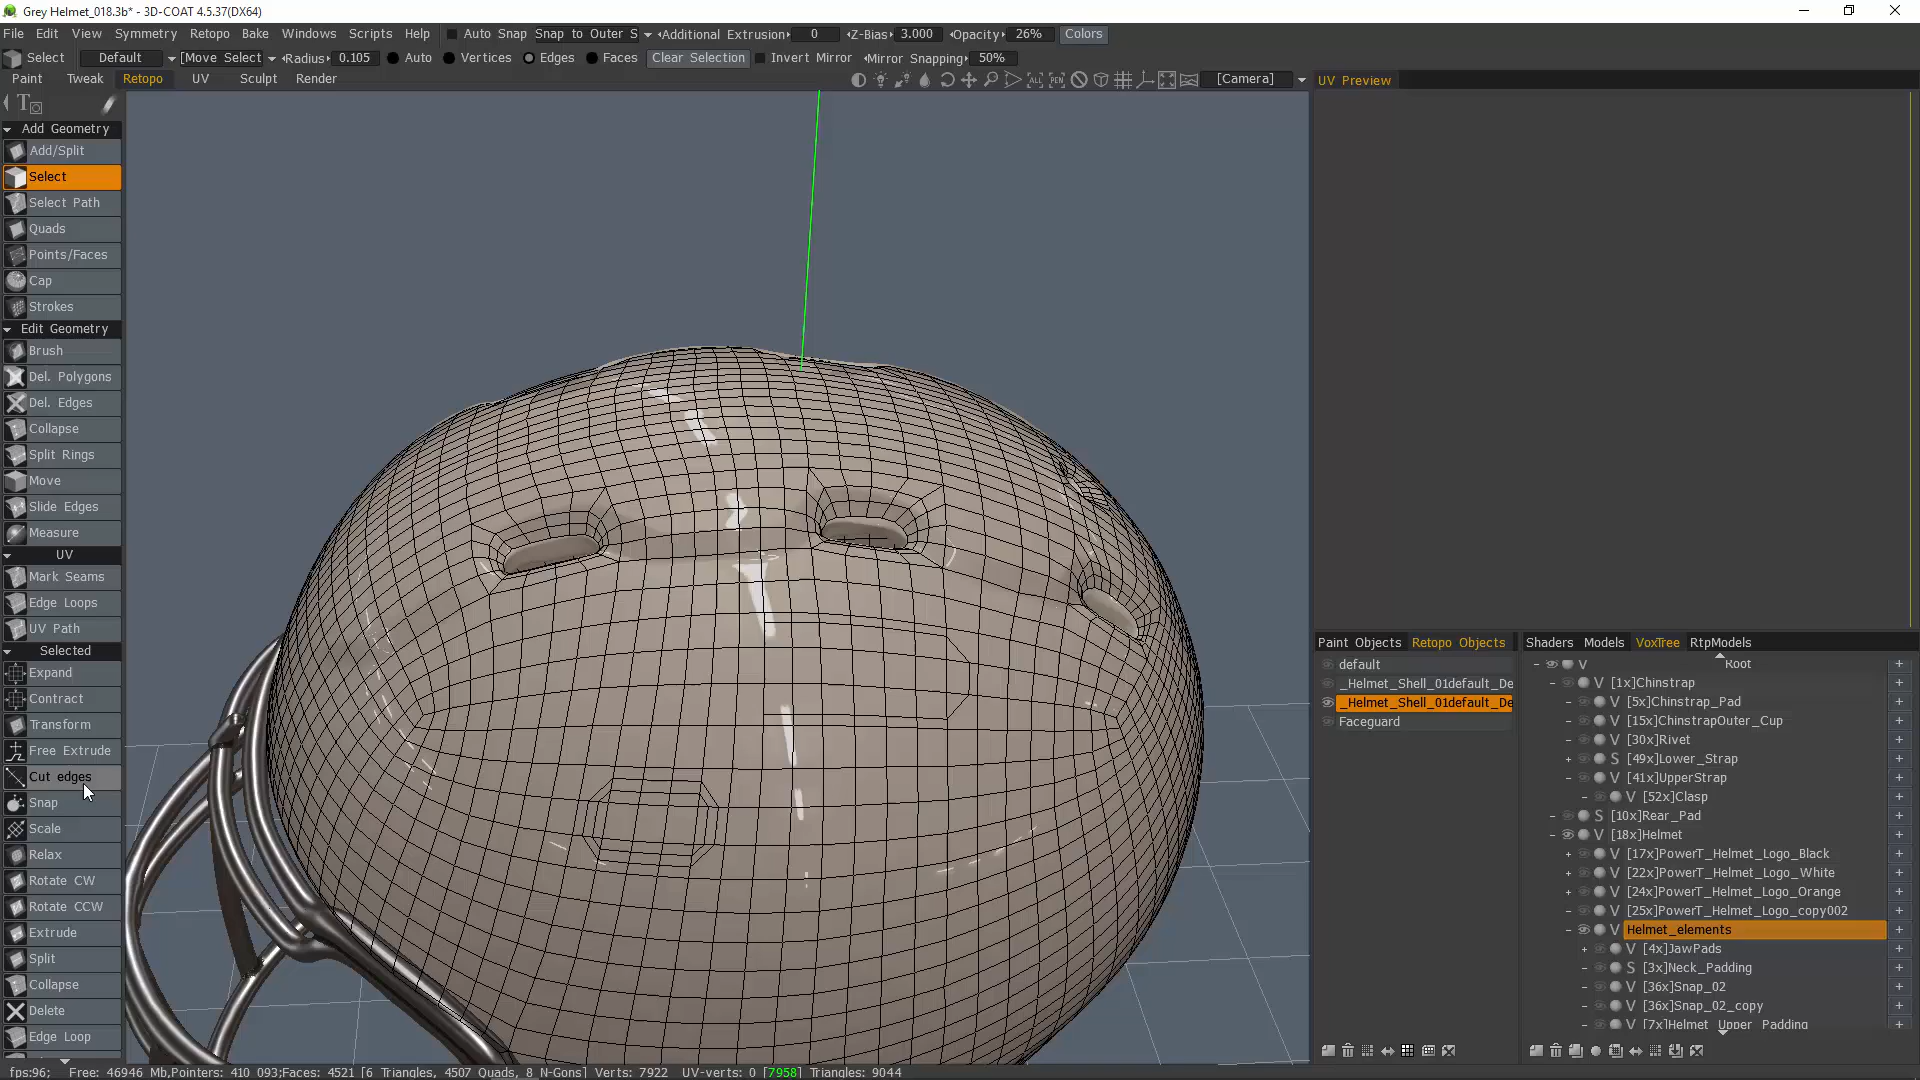 Grey Helmet_018.3b* - 3D-COAT 4.5.37(DX64)
File Edit View Symmetry Retopo Bake Windows Scripts Help Auto Snap Snap to Outer S Additional Extrusion 0 Z-Bias 3.000 Opacity 26% Colors
Select Default [Move Select Radius 0.105 Auto Vertices Edges Faces Clear Selection Invert Mirror Mirror Snapping 50%
Paint Tweak Retopo UV Sculpt Render [Camera] UV Preview
Add Geometry
Add/Split
Select
Select Path
Quads
Points/Faces
Cap
Strokes
Edit Geometry
Brush
Del. Polygons
Del. Edges
Collapse
Split Rings
Move
Slide Edges
Measure
UV
Mark Seams
Edge Loops
UV Path
Selected
Expand
Contract
Transform
Free Extrude
Cut edges
Snap
Scale
Relax
Rotate CW
Rotate CCW
Extrude
Split
Collapse
Delete
Edge Loop
Paint Objects Retopo Objects
default
_Helmet_Shell_01default_De
_Helmet_Shell_01default_De
Faceguard
Shaders Models VoxTree RtpModels
V Root +
V [1x]Chinstrap +
V [5x]Chinstrap_Pad +
V [15x]ChinstrapOuter_Cup +
V [30x]Rivet +
S [49x]Lower_Strap +
V [41x]UpperStrap +
V [52x]Clasp +
S [10x]Rear_Pad +
V [18x]Helmet +
V [17x]PowerT_Helmet_Logo_Black +
V [22x]PowerT_Helmet_Logo_White +
V [24x]PowerT_Helmet_Logo_Orange +
V [25x]PowerT_Helmet_Logo_copy002 +
V Helmet_elements +
V [4x]JawPads +
S [3x]Neck_Padding +
V [36x]Snap_02 +
V [36x]Snap_02_copy +
V [7x]Helmet_Upper_Padding +
fps:96; Free: 46946 Mb,Pointers: 410 093;Faces: 4521 [6 Triangles, 4507 Quads, 8 N-Gons] Verts: 7922 UV-verts: 0 [7958] Triangles: 9044